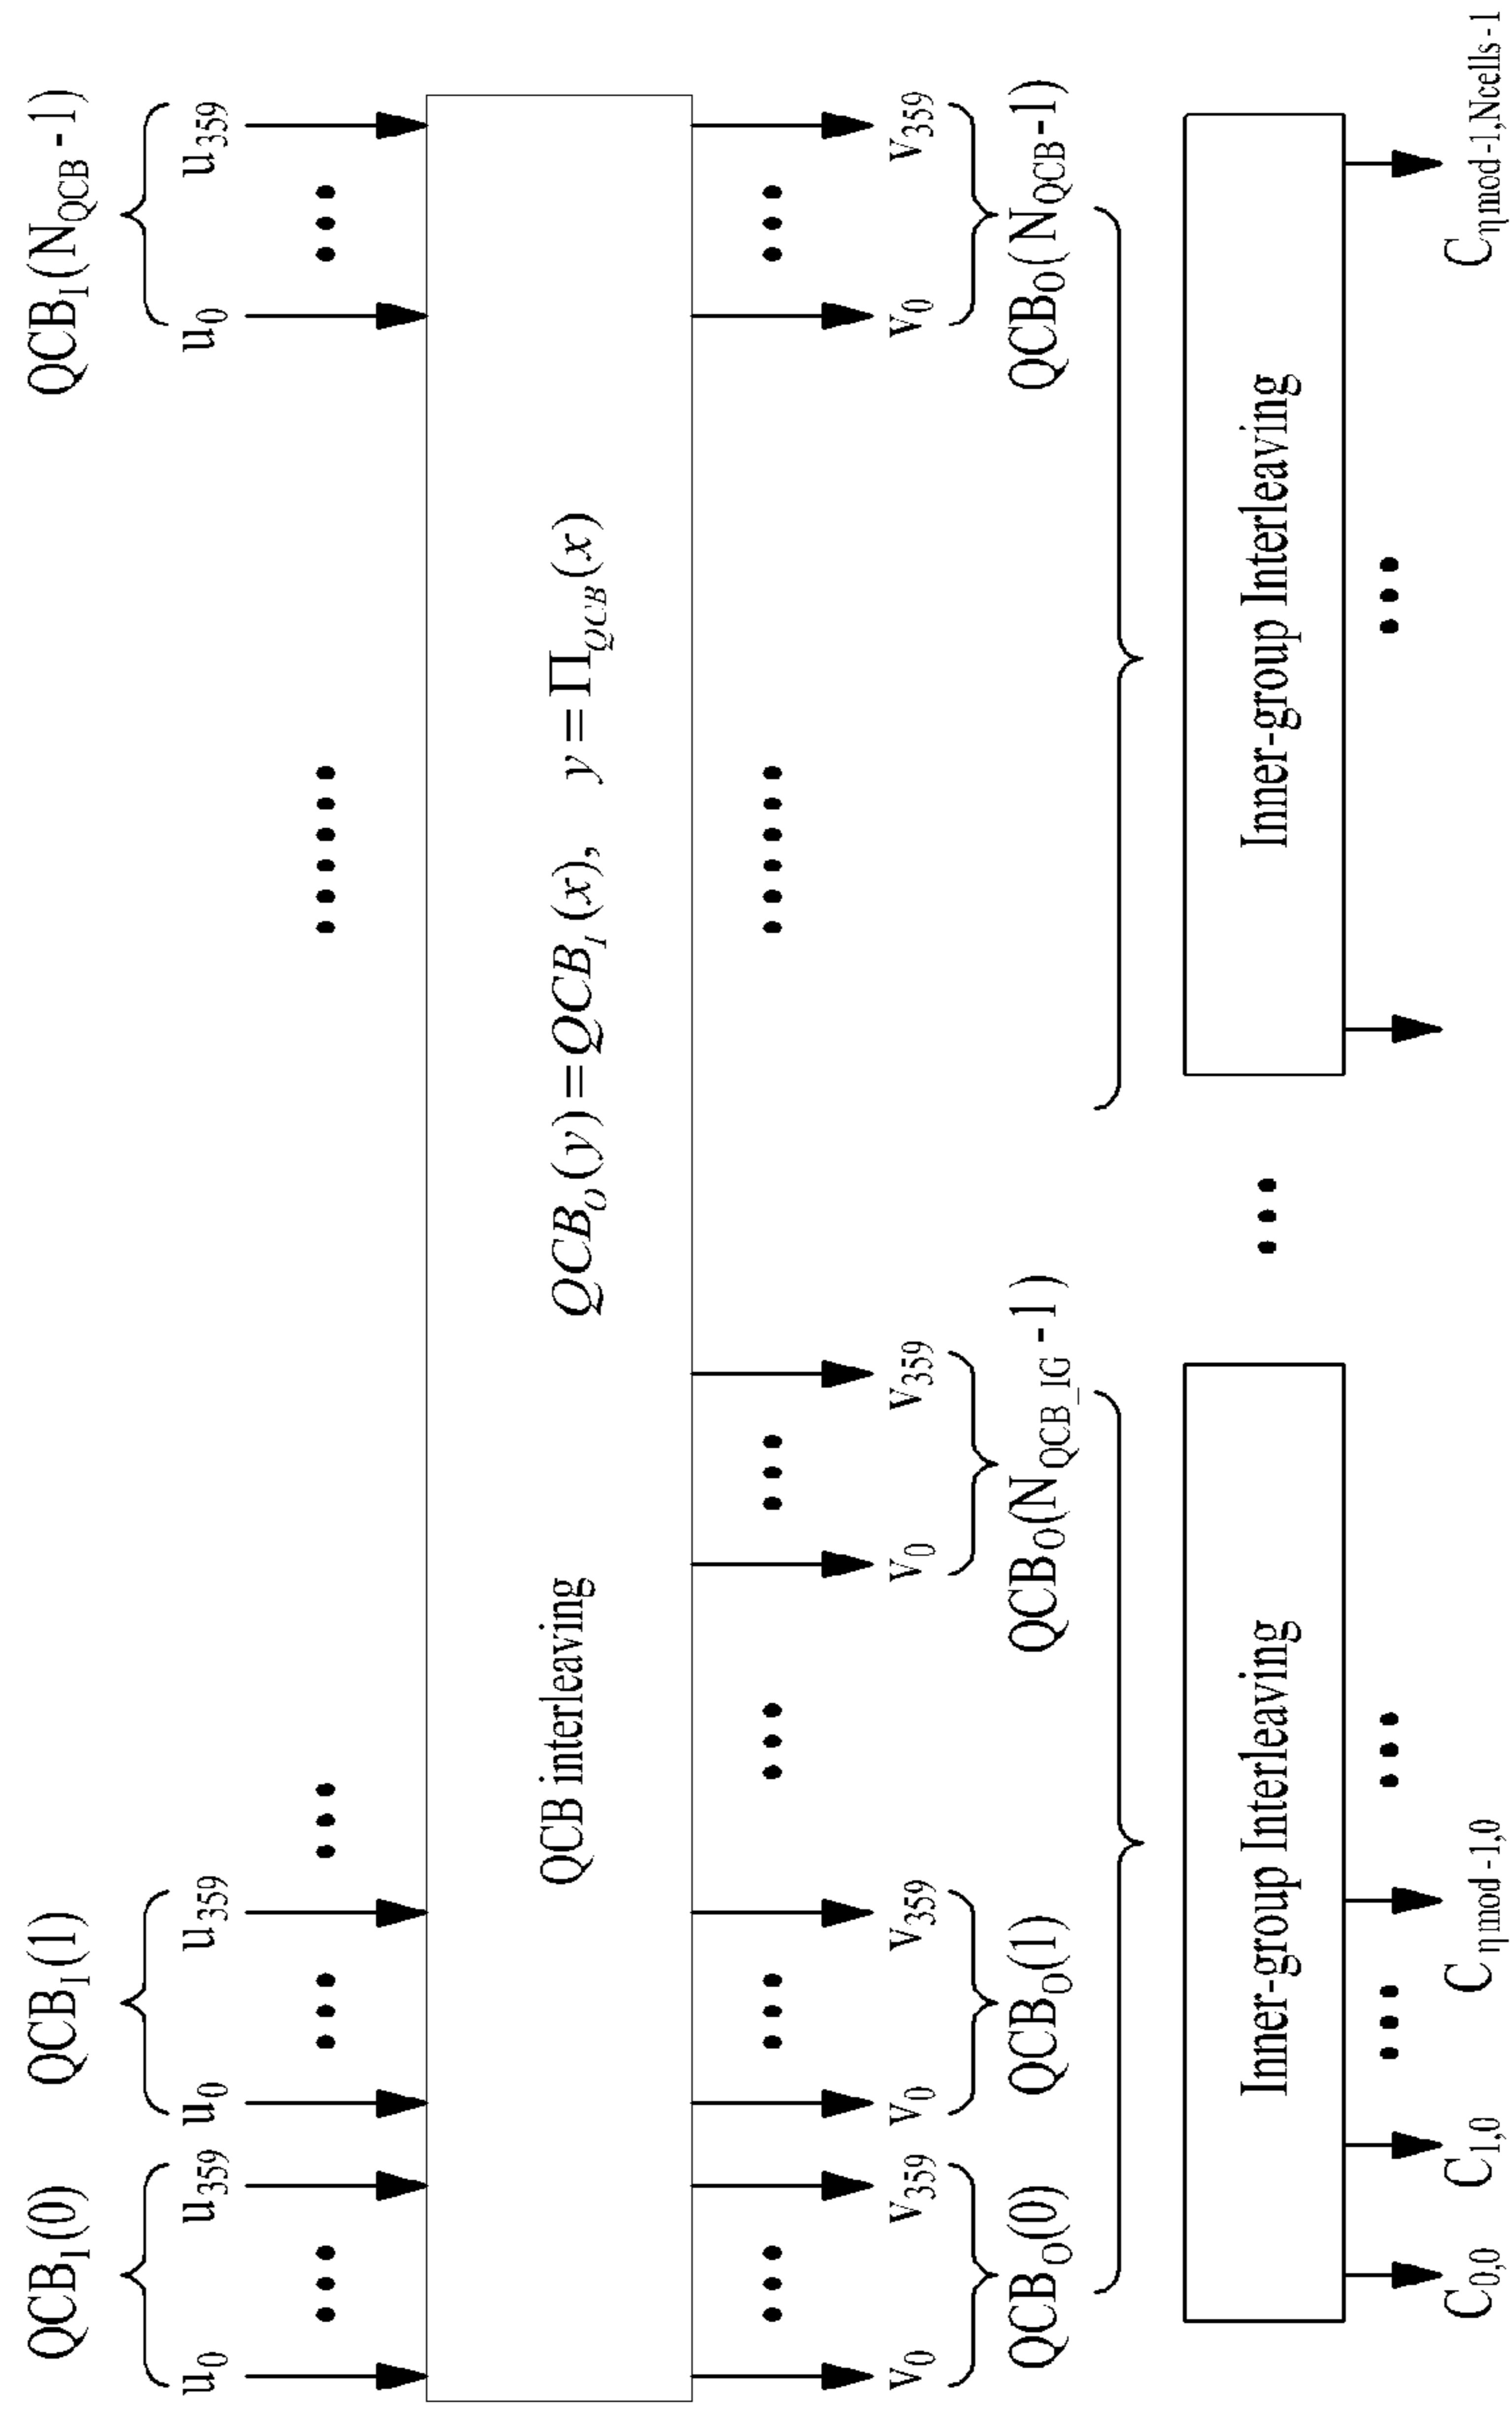 QCB_I(0) QCB_I(1) QCB_I(N_QCB-1)
u_0 ••• u_359 u_0 ••• u_359 ••• •••••• u_0 ••• u_359
QCB interleaving QCB_O(y)=QCB_I(x), y=Π_QCB(x)
v_0 ••• v_359 v_0 ••• v_359 ••• v_0 ••• v_359 •••••• v_0 ••• v_359
QCB_O(0) QCB_O(1) QCB_O(N_QCB_IG-1) QCB_O(N_QCB-1)
Inner-group Interleaving ••• Inner-group Interleaving
C_0,0 C_1,0 ••• C_ηmod-1,0 ••• ••• C_ηmod-1,Ncells-1